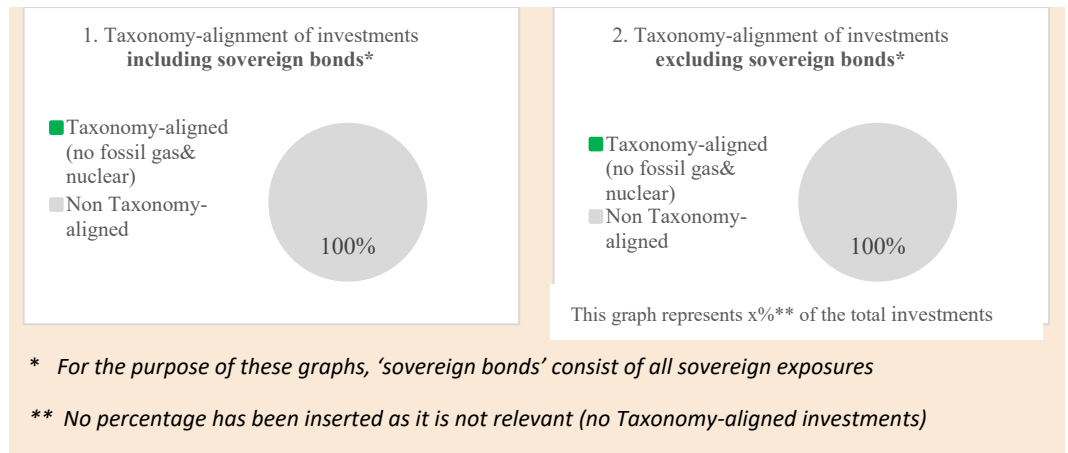 1. Taxonomy-alignment of investments
including sovereign bonds*
Taxonomy-aligned
(no fossil gas&
nuclear)
Non Taxonomy-
aligned
100%
2. Taxonomy-alignment of investments
excluding sovereign bonds*
Taxonomy-aligned
(no fossil gas&
nuclear)
Non Taxonomy-
aligned
100%
This graph represents x%** of the total investments
* For the purpose of these graphs, ‘sovereign bonds’ consist of all sovereign exposures
** No percentage has been inserted as it is not relevant (no Taxonomy-aligned investments)